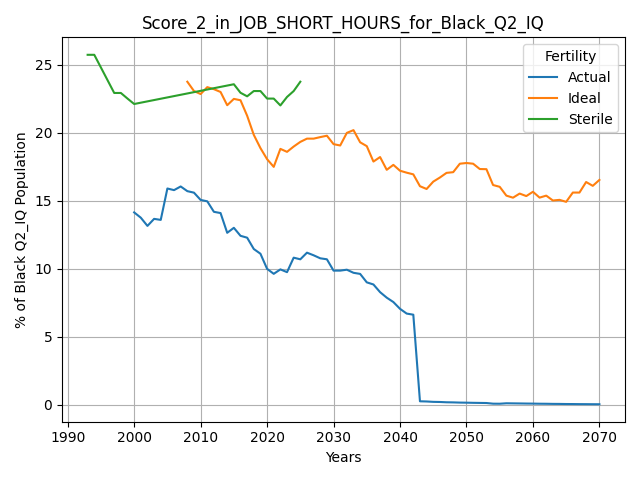 Score_2_in_JOB_SHORT_HOURS_for_Black_Q2_IQ
Fertility
Actual
Ideal
Sterile
% of Black Q2_IQ Population
25
20
15
10
5
0
1990 2000 2010 2020 2030 2040 2050 2060 2070
Years